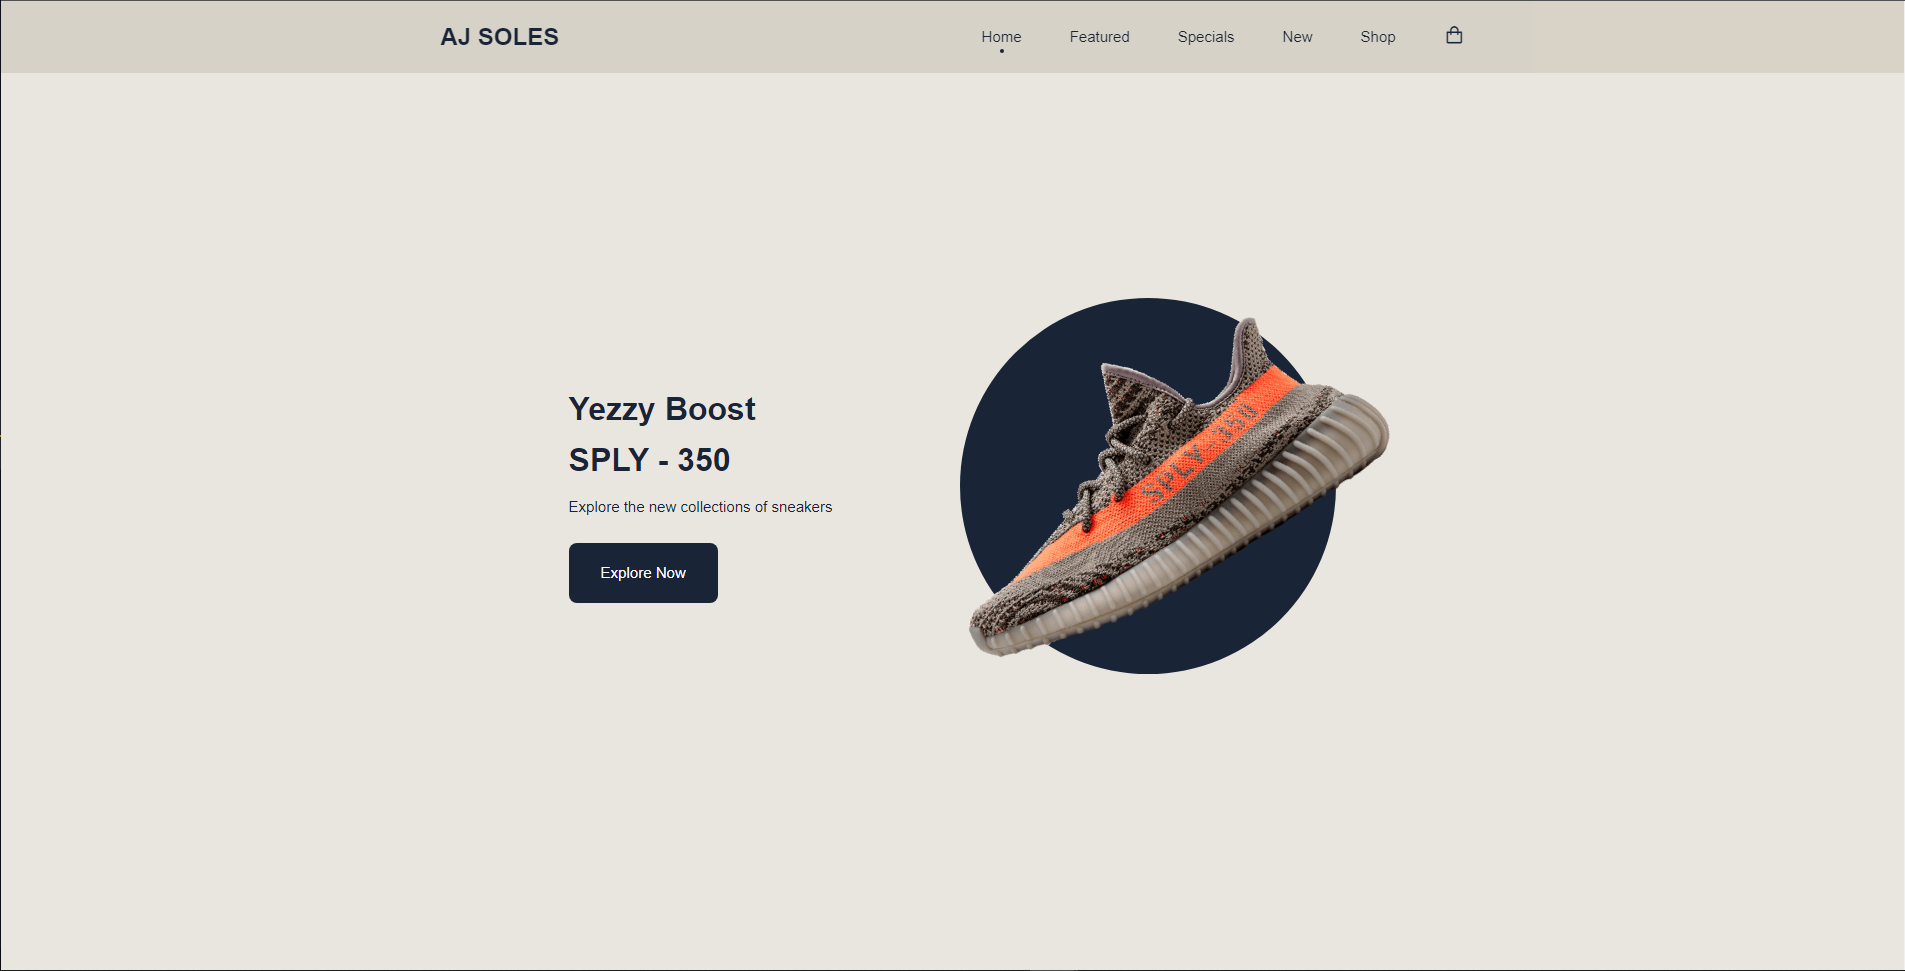 AJ SOLES
Home
Featured
Specials
New
Shop
Yezzy Boost
SPLY - 350
Explore the new collections of sneakers
Explore Now
SPLY-350